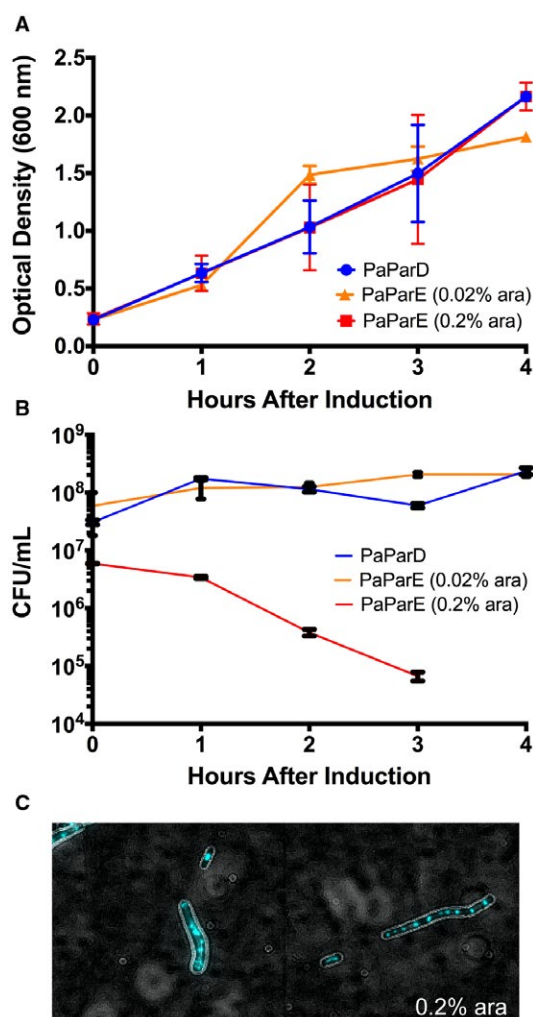 A
Optical Density (600 nm)
2.5
2.0
1.5
1.0
0.5
0.0
PaParD
PaParE (0.02% ara)
PaParE (0.2% ara)
0 1 2 3 4
Hours After Induction
B
CFU/mL
10⁹
10⁸
10⁷
10⁶
10⁵
10⁴
PaParD
PaParE (0.02% ara)
PaParE (0.2% ara)
0 1 2 3 4
Hours After Induction
C
0.2% ara